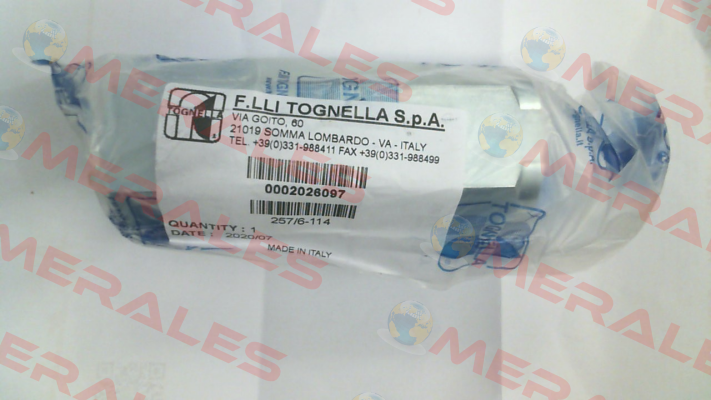 TOGNELLA
F.LLI TOGNELLA S.p.A.
VIA GOITO, 60
21019 SOMMA LOMBARDO - VA - ITALY
TEL. +39(0)331-988411 FAX +39(0)331-988499
0002026097
257/6-114
QUANTITY : 1
DATE : 2020/07
MADE IN ITALY
TOGNELLA
MERALES
MERALES
MERALES
MERALES
MERALES
MERALES